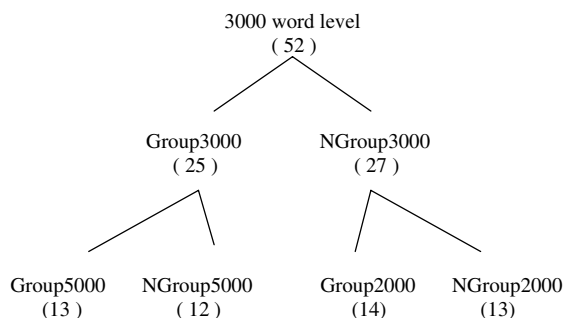 3000 word level
( 52 )
Group3000 NGroup3000
( 25 ) ( 27 )
Group5000 NGroup5000 Group2000 NGroup2000
(13 ) ( 12 ) (14) (13)